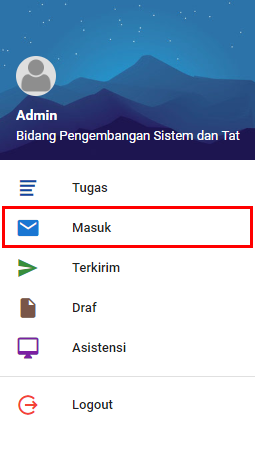 Admin
Bidang Pengembangan Sistem dan Tat
Tugas
Masuk
Terkirim
Draf
Asistensi
Logout